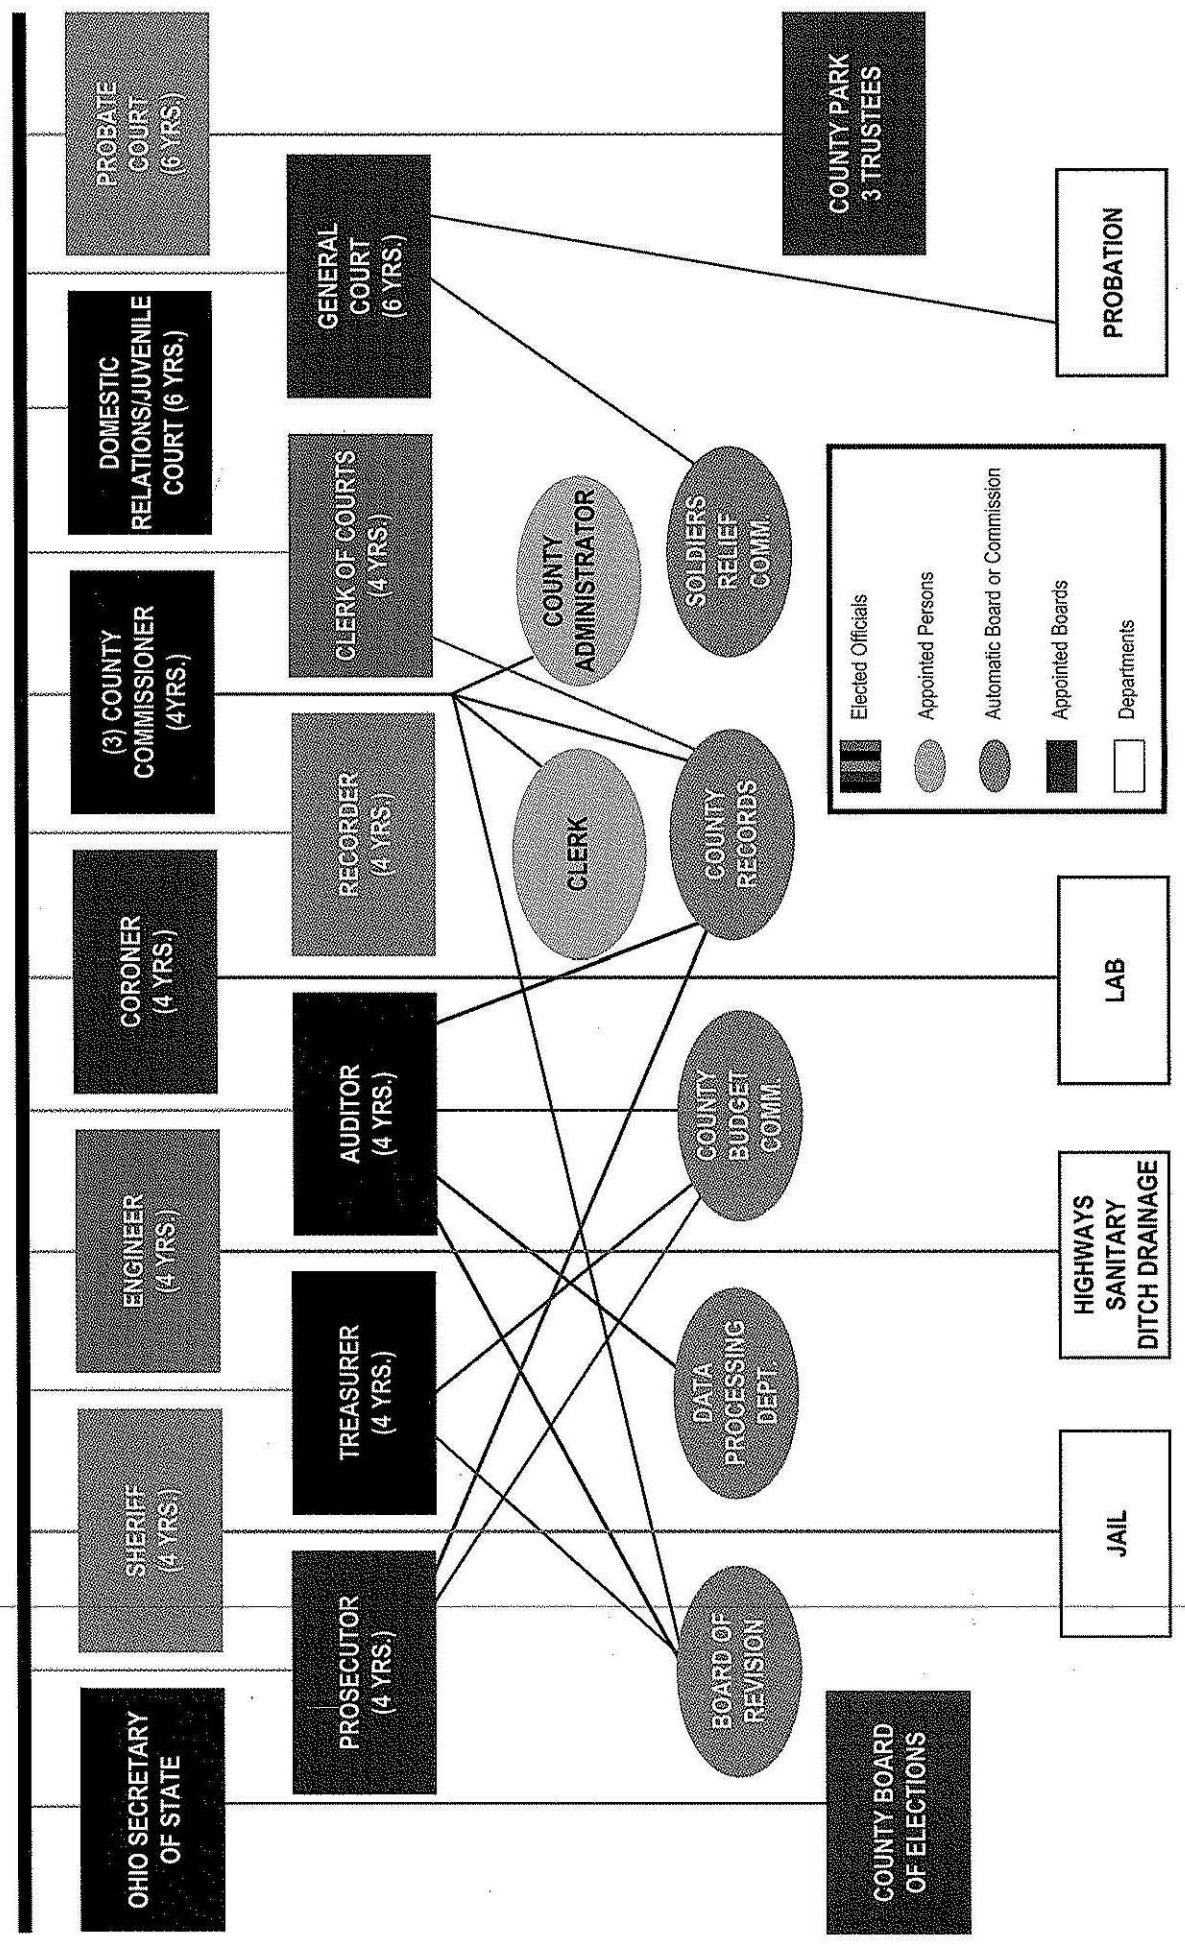 OHIO SECRETARY
OF STATE
SHERIFF
(4 YRS.)
ENGINEER
(4 YRS.)
CORONER
(4 YRS.)
(3) COUNTY
COMMISSIONER
(4YRS.)
DOMESTIC
RELATIONS/JUVENILE
COURT (6 YRS.)
PROBATE
COURT
(6 YRS.)
PROSECUTOR
(4 YRS.)
TREASURER
(4 YRS.)
AUDITOR
(4 YRS.)
RECORDER
(4 YRS.)
CLERK OF COURTS
(4 YRS.)
GENERAL
COURT
(6 YRS.)
CLERK
COUNTY
ADMINISTRATOR
BOARD OF
REVISION
DATA
PROCESSING
DEPT.
COUNTY
BUDGET
COMM.
COUNTY
RECORDS
SOLDIERS
RELIEF
COMM.
COUNTY BOARD
OF ELECTIONS
COUNTY PARK
3 TRUSTEES
JAIL
HIGHWAYS
SANITARY
DITCH DRAINAGE
LAB
PROBATION
Elected Officials
Appointed Persons
Automatic Board or Commission
Appointed Boards
Departments